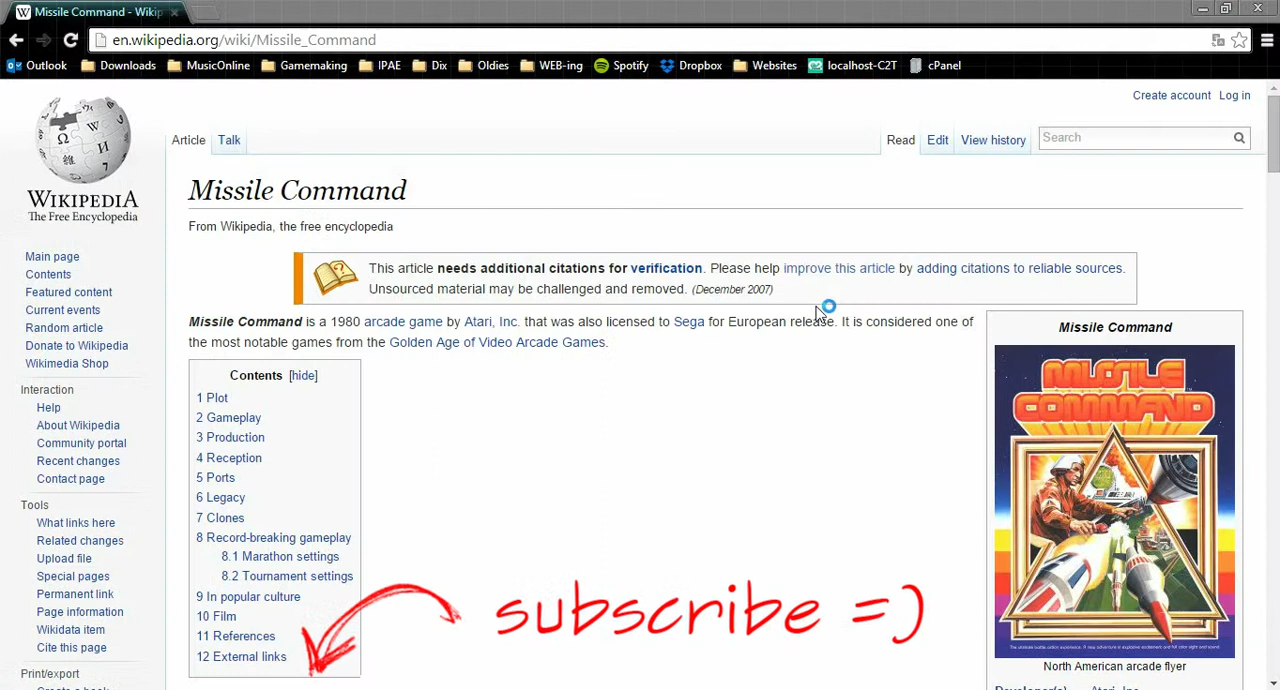 Missile Command - Wikip
en.wikipedia.org/wiki/Missile_Command
Outlook Downloads MusicOnline Gamemaking IPAE Dix Oldies WEB-ing Spotify Dropbox Websites localhost-C2T cPanel
Create account Log in
Article Talk Read Edit View history Search
WIKIPEDIA
The Free Encyclopedia
Main page
Contents
Featured content
Current events
Random article
Donate to Wikipedia
Wikimedia Shop
Interaction
Help
About Wikipedia
Community portal
Recent changes
Contact page
Tools
What links here
Related changes
Upload file
Special pages
Permanent link
Page information
Wikidata item
Cite this page
Print/export
Missile Command
From Wikipedia, the free encyclopedia
This article needs additional citations for verification. Please help improve this article by adding citations to reliable sources.
Unsourced material may be challenged and removed. (December 2007)
Missile Command is a 1980 arcade game by Atari, Inc. that was also licensed to Sega for European release. It is considered one of
the most notable games from the Golden Age of Video Arcade Games.
Contents [hide]
1 Plot
2 Gameplay
3 Production
4 Reception
5 Ports
6 Legacy
7 Clones
8 Record-breaking gameplay
8.1 Marathon settings
8.2 Tournament settings
9 In popular culture
10 Film
11 References
12 External links
subscribe =)
Missile Command
MISSILE
COMMAND
North American arcade flyer